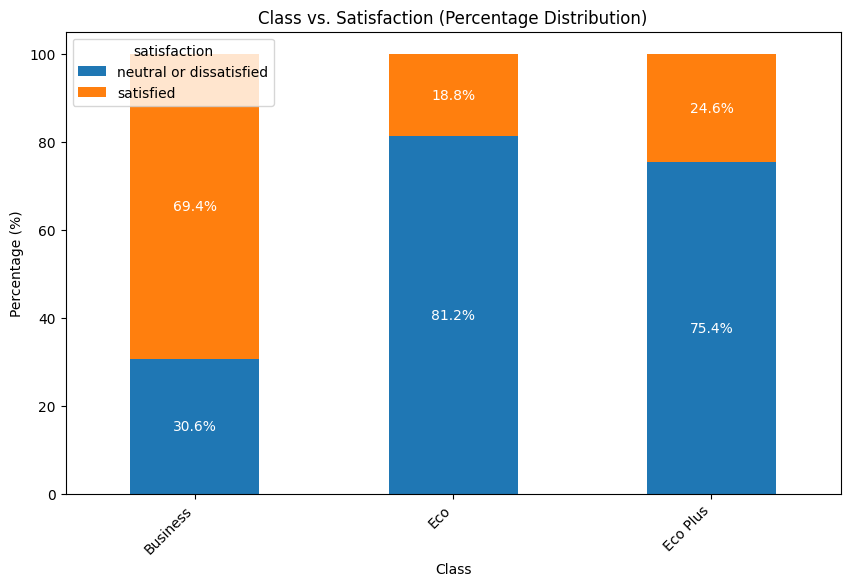 Class vs. Satisfaction (Percentage Distribution)
satisfaction
neutral or dissatisfied
satisfied
Percentage (%)
100
80
60
40
20
0
69.4%
30.6%
18.8%
81.2%
24.6%
75.4%
Business
Eco
Eco Plus
Class